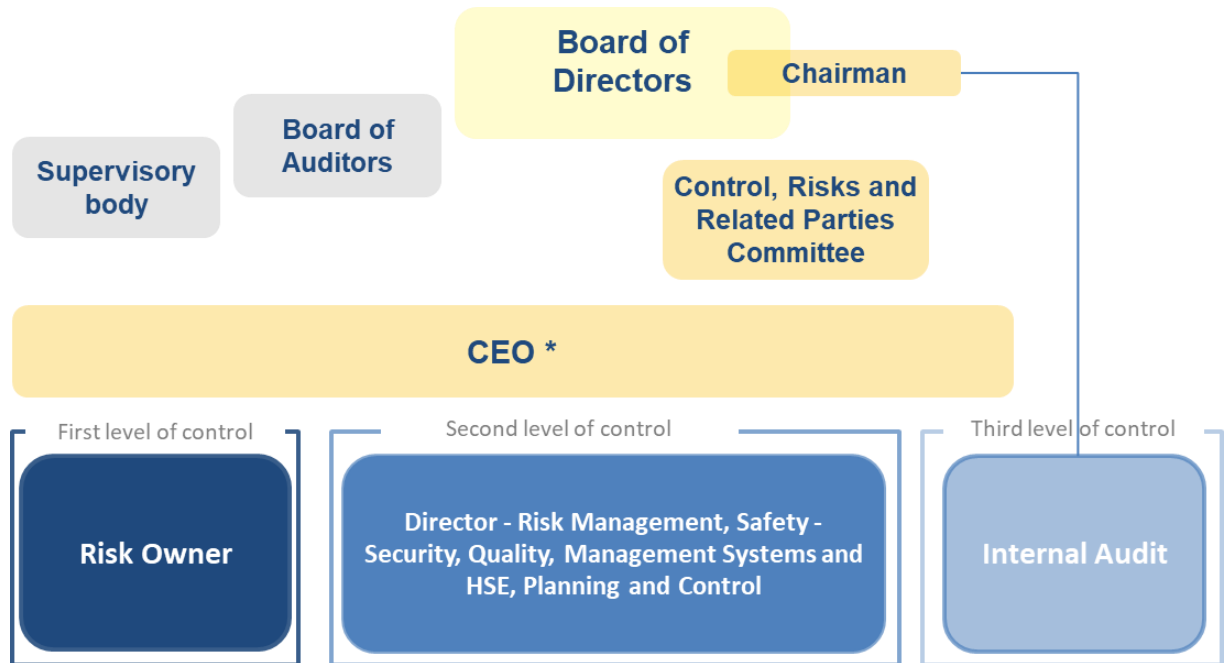 Board of
Directors
Chairman
Board of
Auditors
Supervisory
body
Control, Risks and
Related Parties
Committee
CEO *
First level of control
Second level of control
Third level of control
Risk Owner
Director - Risk Management, Safety -
Security, Quality, Management Systems and
HSE, Planning and Control
Internal Audit